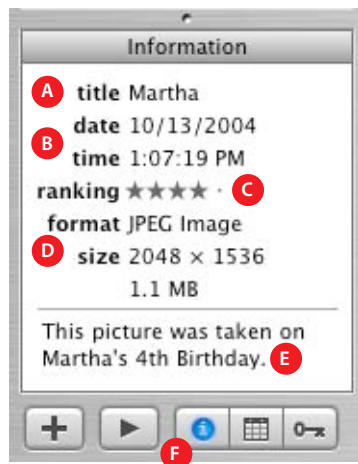 Information
A title Martha
date 10/13/2004
B
time 1:07:19 PM
ranking ★★★★ · C
format JPEG Image
D size 2048 × 1536
1.1 MB
This picture was taken on
Martha's 4th Birthday. E
F